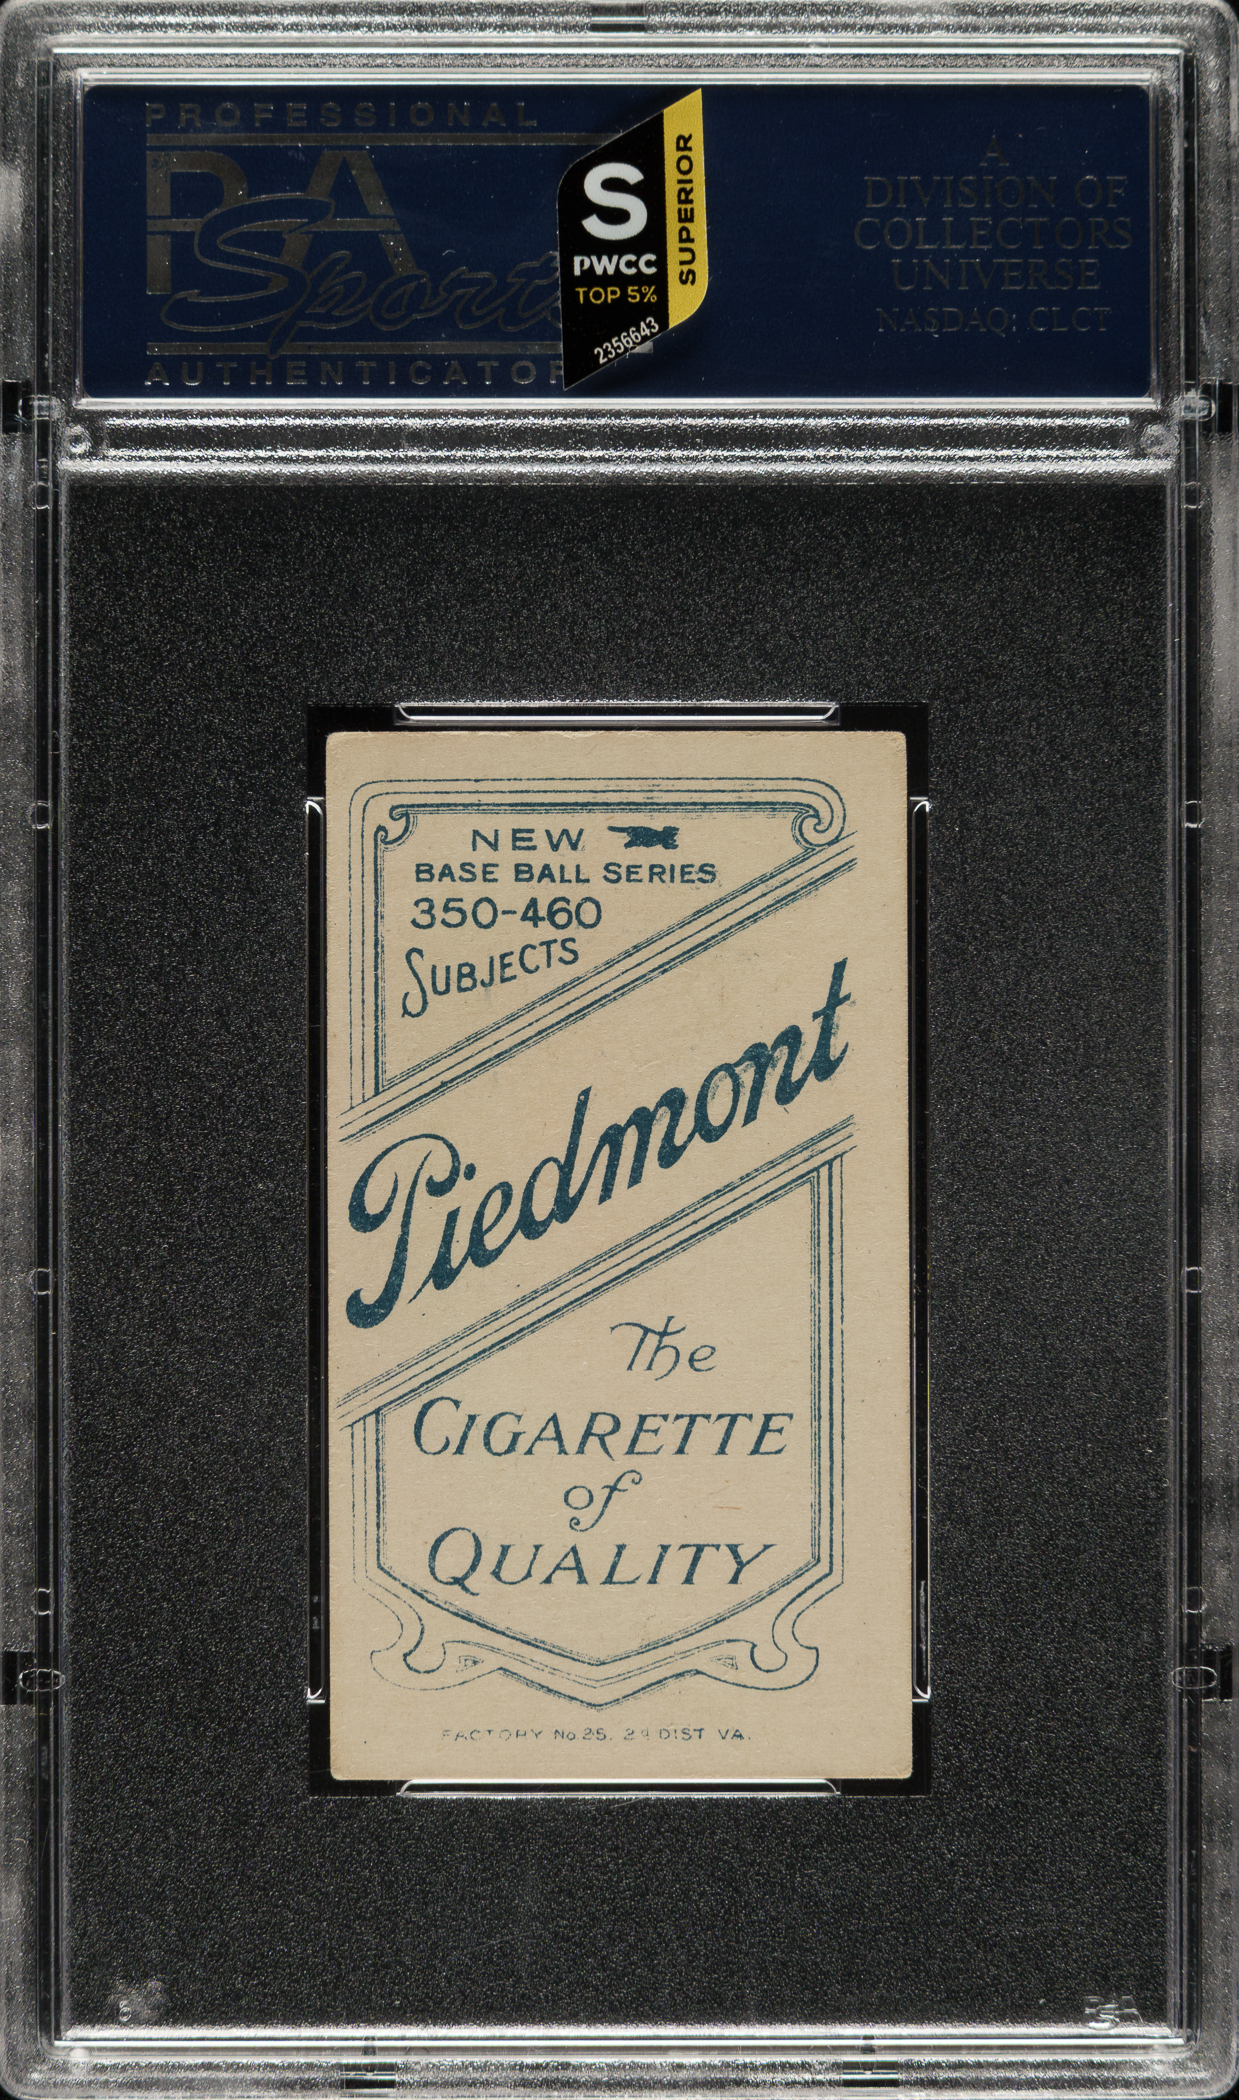 PROFESSIONAL
PSA
Sports
AUTHENTICATOR
S
PWCC
TOP 5%
2356643
SUPERIOR
A
DIVISION OF
COLLECTORS
UNIVERSE
NASDAQ: CLCT
NEW
BASE BALL SERIES
350-460
SUBJECTS
Piedmont
The
CIGARETTE
of
QUALITY
FACTORY No. 25. 2d DIST VA.
PSA